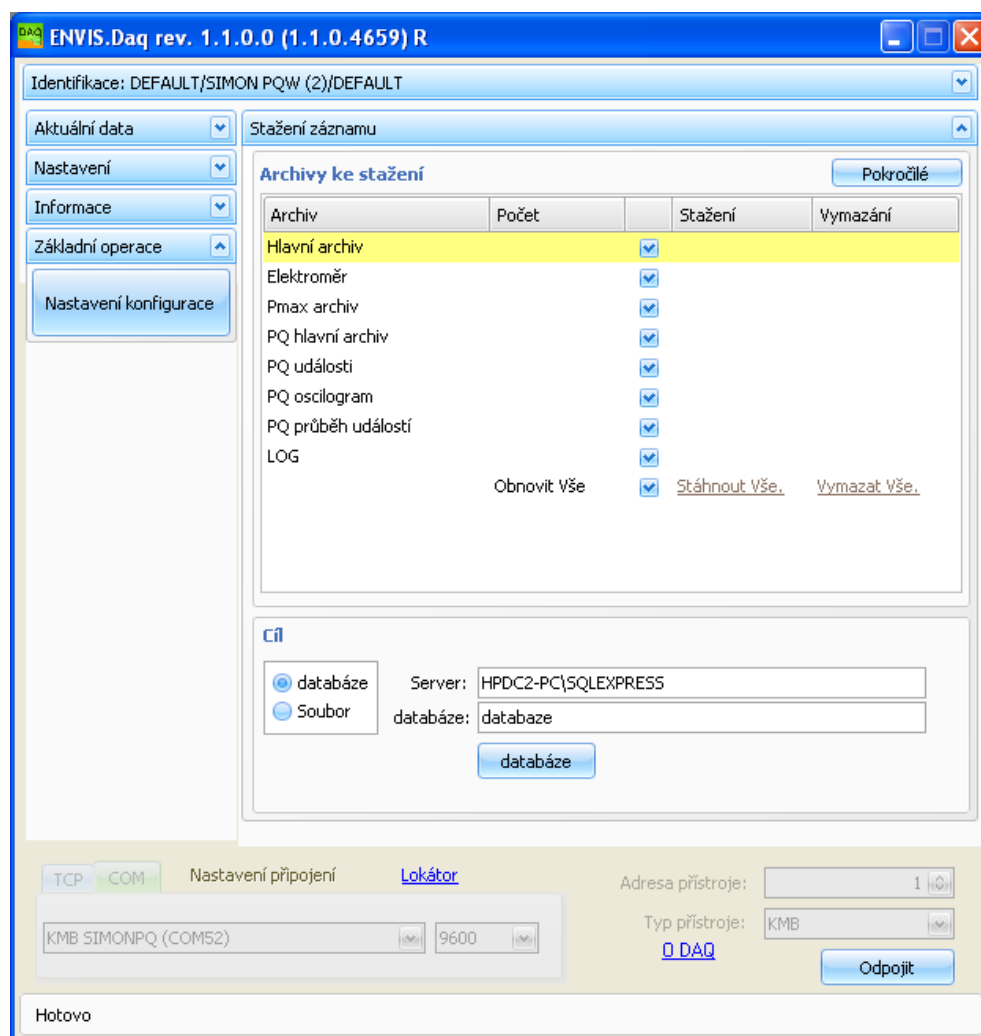 DAQ ENVIS.Daq rev. 1.1.0.0 (1.1.0.4659) R
Identifikace: DEFAULT/SIMON PQW (2)/DEFAULT
Aktuální data
Nastavení
Informace
Základní operace
Nastavení konfigurace
Stažení záznamu
Archivy ke stažení
Pokročilé
Archiv Počet Stažení Vymazání
Hlavní archiv
Elektroměr
Pmax archiv
PQ hlavní archiv
PQ události
PQ oscilogram
PQ průběh událostí
LOG
Obnovit Vše Stáhnout Vše. Vymazat Vše.
Cíl
databáze
Soubor
Server: HPDC2-PC\SQLEXPRESS
databáze: databaze
databáze
TCP COM Nastavení připojení Lokátor
KMB SIMONPQ (COM52) 9600
Adresa přístroje: 1
Typ přístroje: KMB
O DAQ
Odpojit
Hotovo